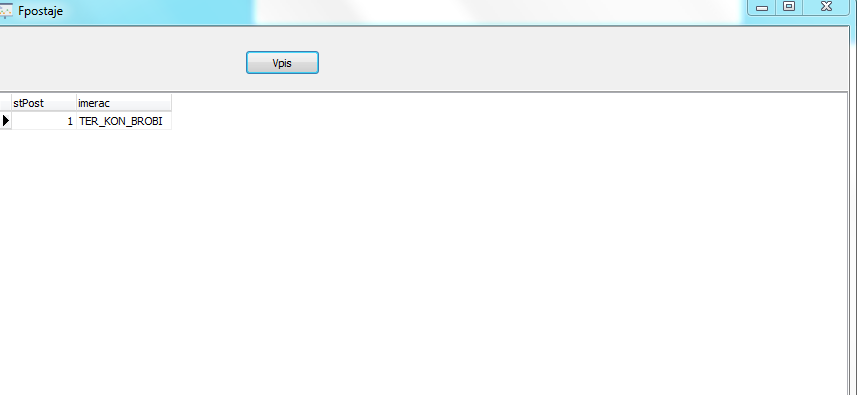 Fpostaje
Vpis
stPost imerac
1 TER_KON_BROBI